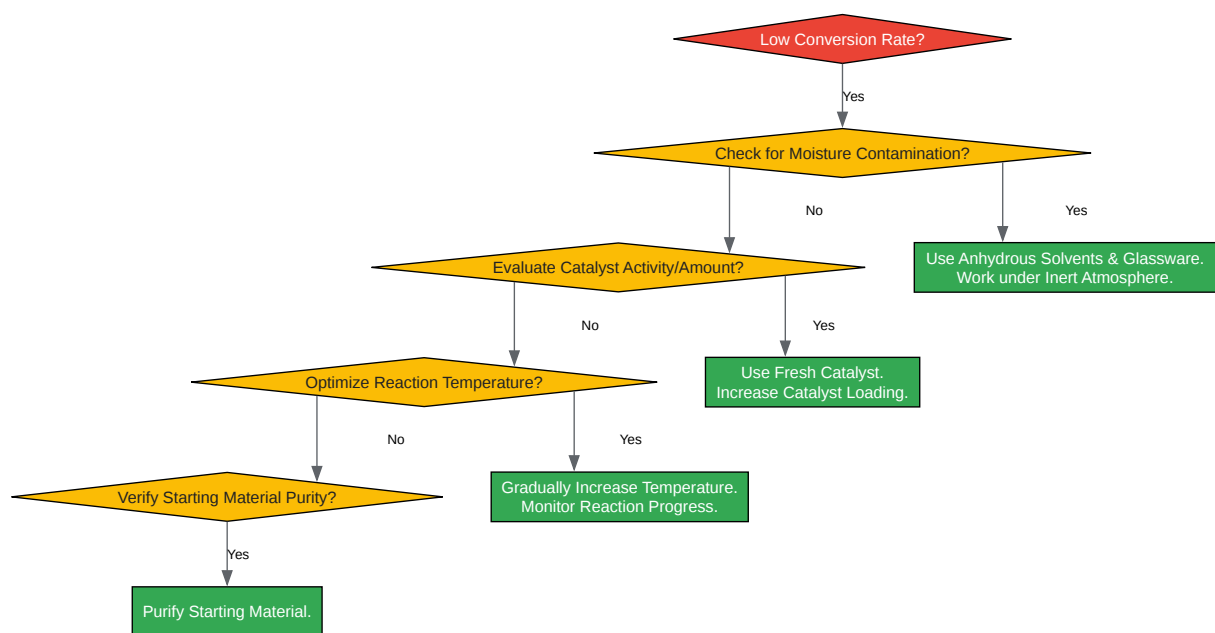 Low Conversion Rate?
Yes
Check for Moisture Contamination?
No
Yes
Use Anhydrous Solvents & Glassware.
Work under Inert Atmosphere.
Evaluate Catalyst Activity/Amount?
No
Yes
Use Fresh Catalyst.
Increase Catalyst Loading.
Optimize Reaction Temperature?
No
Yes
Gradually Increase Temperature.
Monitor Reaction Progress.
Verify Starting Material Purity?
Yes
Purify Starting Material.